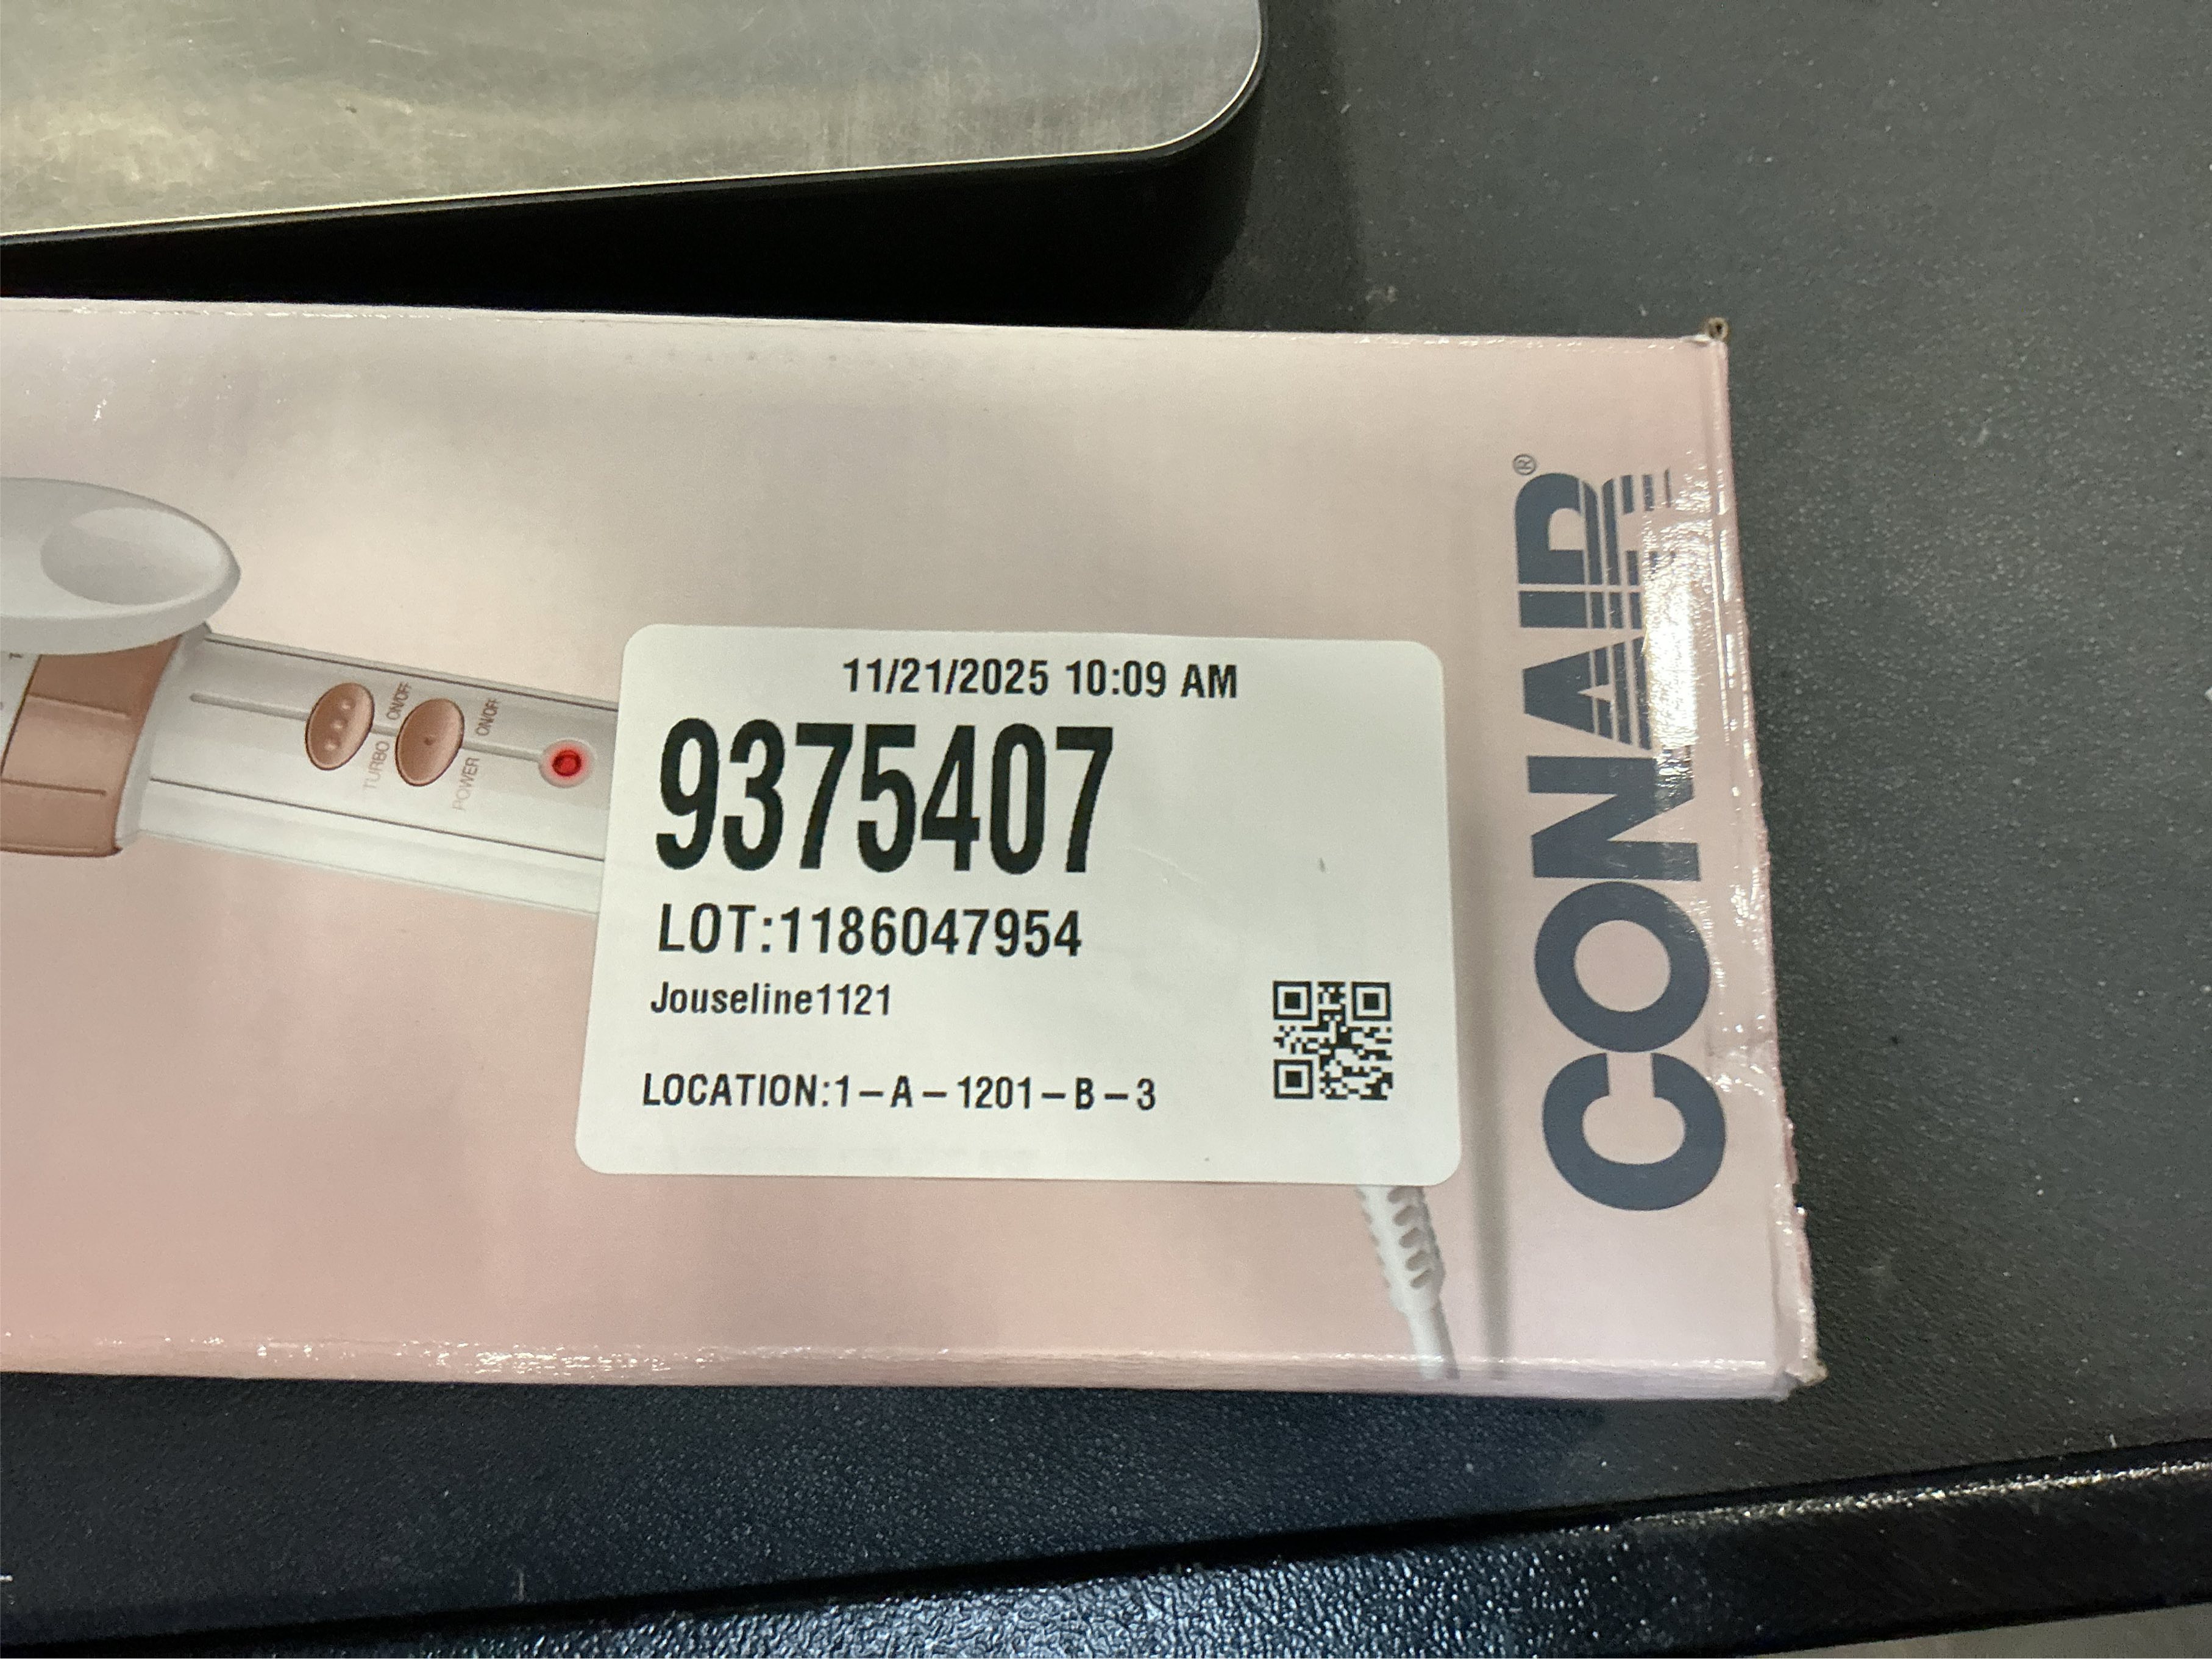 11/21/2025 10:09 AM
9375407
LOT:1186047954
Jouseline1121
LOCATION:1-A-1201-B-3
CONAIR®
TURBO ON/OFF
POWER ON/OFF